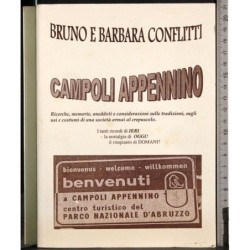 BRUNO E BARBARA CONFLITTI
CAMPOLI APPENNINO
Ricerche, memorie, aneddoti e considerazioni sulle tradizioni, sugli
usi e costumi di una società ormai al crepuscolo.
I tanti ricordi di IERI
la nostalgia di OGGI!
il rimpianto di DOMANI!
bienvenus - welcome - willkommen
benvenuti
a CAMPOLI APPENNINO
centro turistico del
PARCO NAZIONALE D'ABRUZZO